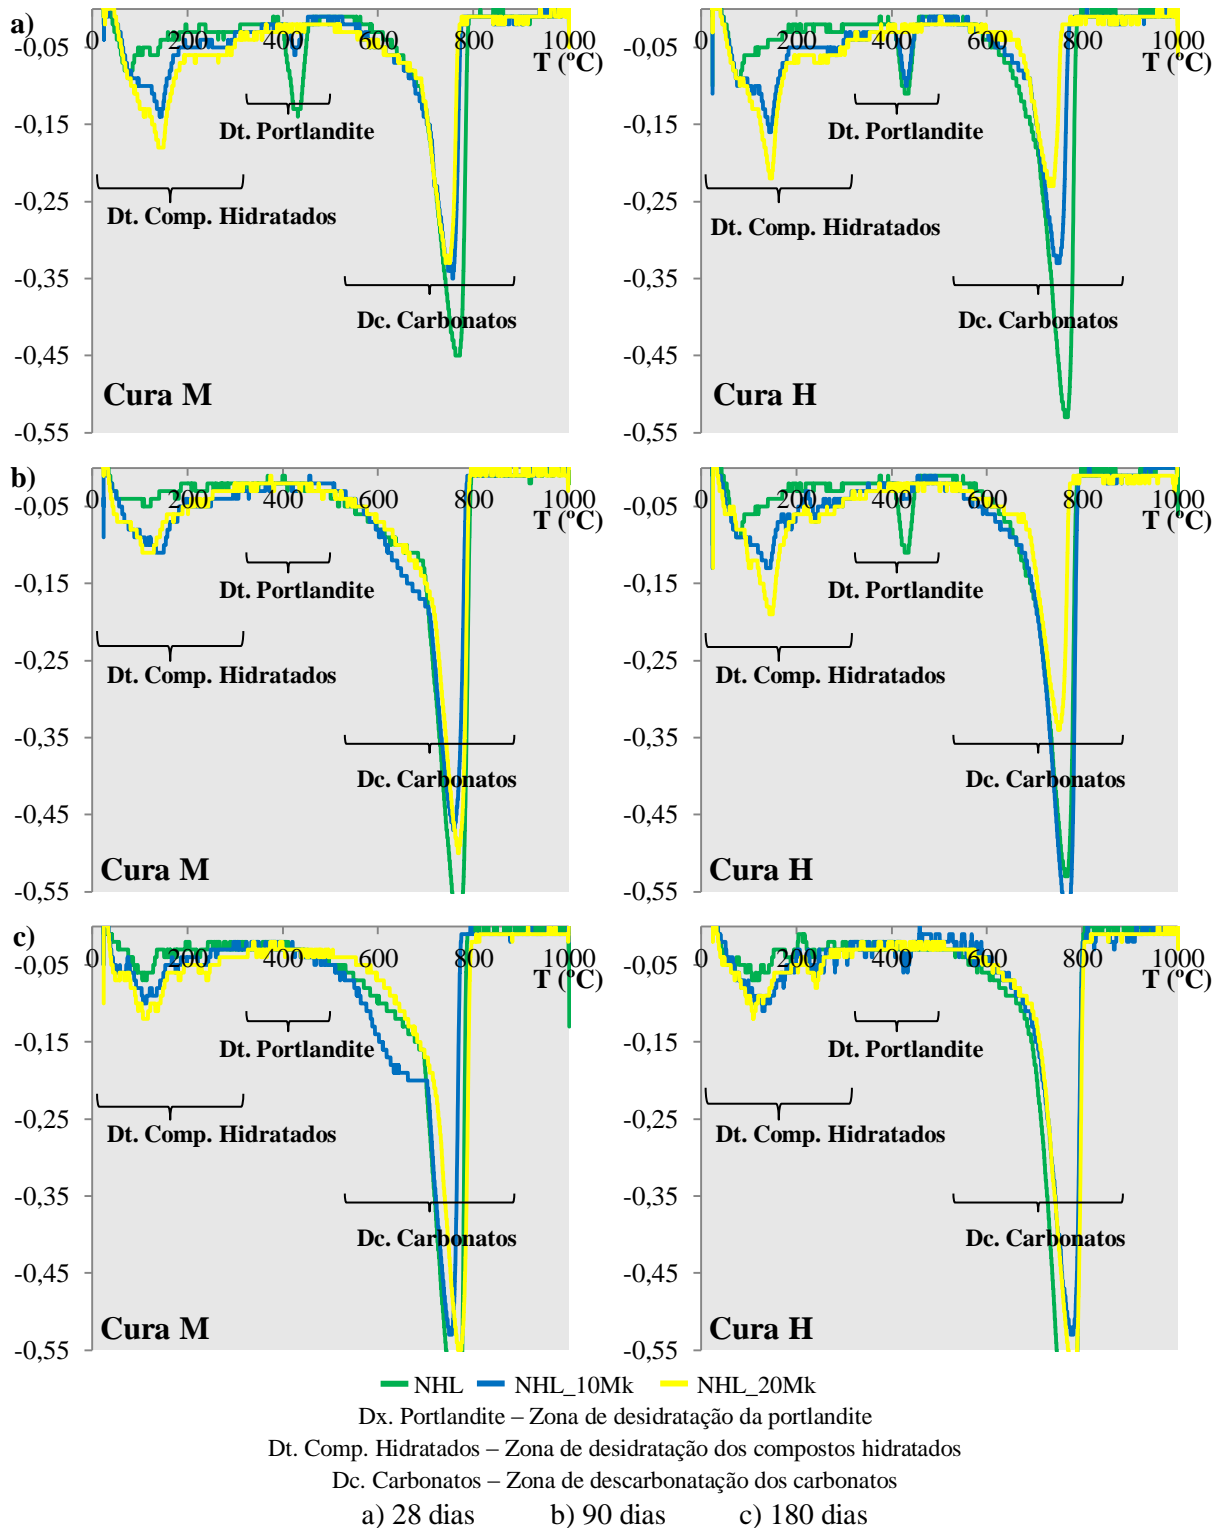 a)
0 200 400 600 800 1000
T (ºC)
-0,05
-0,15
-0,25
-0,35
-0,45
-0,55
Dt. Portlandite
Dt. Comp. Hidratados
Dc. Carbonatos
Cura M
0 200 400 600 800 1000
T (ºC)
-0,05
-0,15
-0,25
-0,35
-0,45
-0,55
Dt. Portlandite
Dt. Comp. Hidratados
Dc. Carbonatos
Cura H
b)
0 200 400 600 800 1000
T (ºC)
-0,05
-0,15
-0,25
-0,35
-0,45
-0,55
Dt. Portlandite
Dt. Comp. Hidratados
Dc. Carbonatos
Cura M
0 200 400 600 800 1000
T (ºC)
-0,05
-0,15
-0,25
-0,35
-0,45
-0,55
Dt. Portlandite
Dt. Comp. Hidratados
Dc. Carbonatos
Cura H
c)
0 200 400 600 800 1000
T (ºC)
-0,05
-0,15
-0,25
-0,35
-0,45
-0,55
Dt. Portlandite
Dt. Comp. Hidratados
Dc. Carbonatos
Cura M
0 200 400 600 800 1000
T (ºC)
-0,05
-0,15
-0,25
-0,35
-0,45
-0,55
Dt. Portlandite
Dt. Comp. Hidratados
Dc. Carbonatos
Cura H
NHL NHL_10Mk NHL_20Mk
Dx. Portlandite – Zona de desidratação da portlandite
Dt. Comp. Hidratados – Zona de desidratação dos compostos hidratados
Dc. Carbonatos – Zona de descarbonatação dos carbonatos
a) 28 dias b) 90 dias c) 180 dias